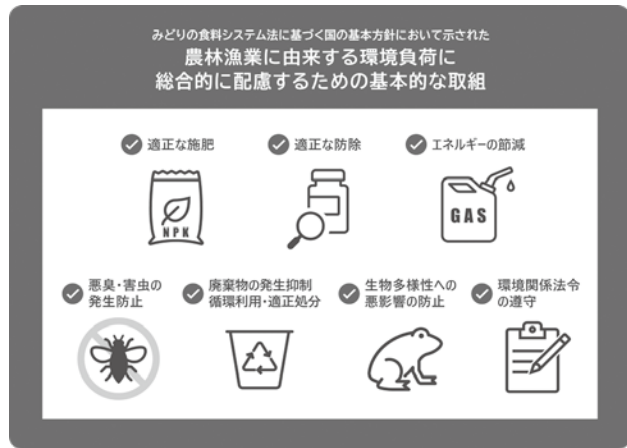 みどりの食料システム法に基づく国の基本方針において示された
農林漁業に由来する環境負荷に
総合的に配慮するための基本的な取組
適正な施肥
適正な防除
エネルギーの節減
NPK
GAS
悪臭・害虫の
発生防止
廃棄物の発生抑制
循環利用・適正処分
生物多様性への
悪影響の防止
環境関係法令
の遵守